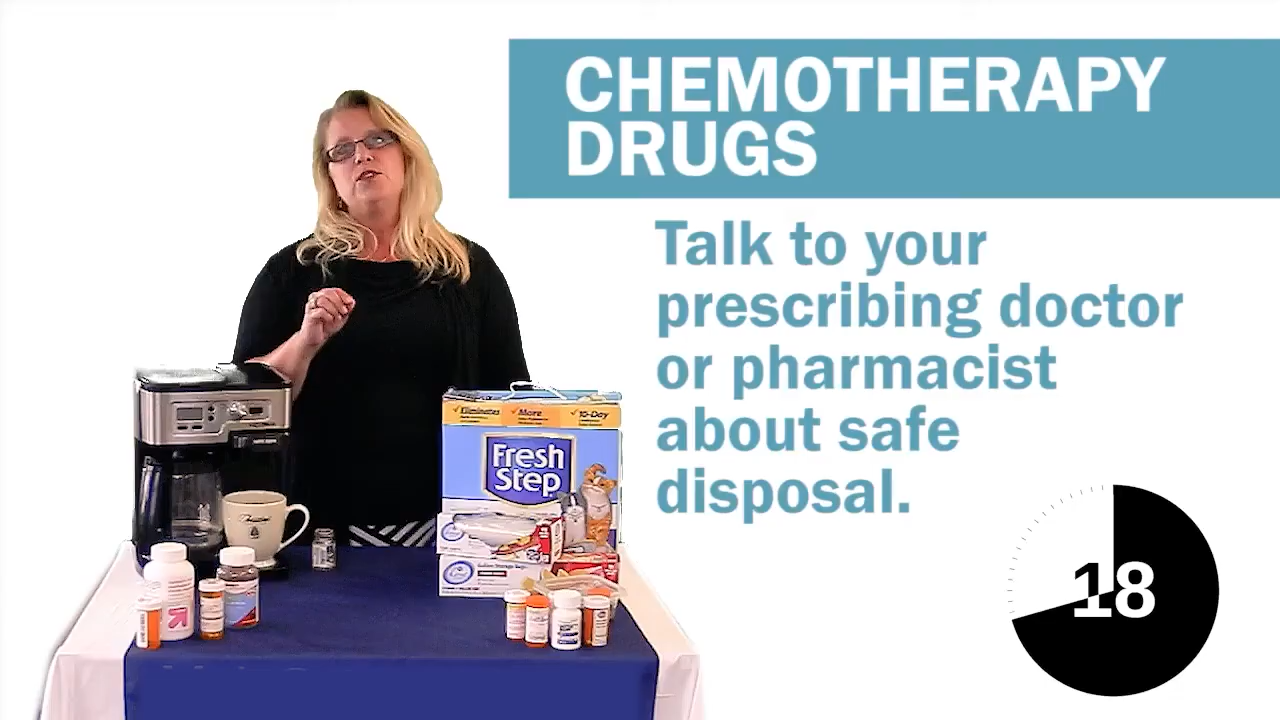 CHEMOTHERAPY
DRUGS
Talk to your
prescribing doctor
or pharmacist
about safe
disposal.
18
Eliminates
More
10-Day
Fresh
Step